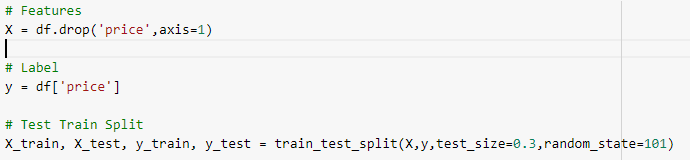 # Features
X = df.drop('price',axis=1)
# Label
y = df['price']
# Test Train Split
X_train, X_test, y_train, y_test = train_test_split(X,y,test_size=0.3,random_state=101)